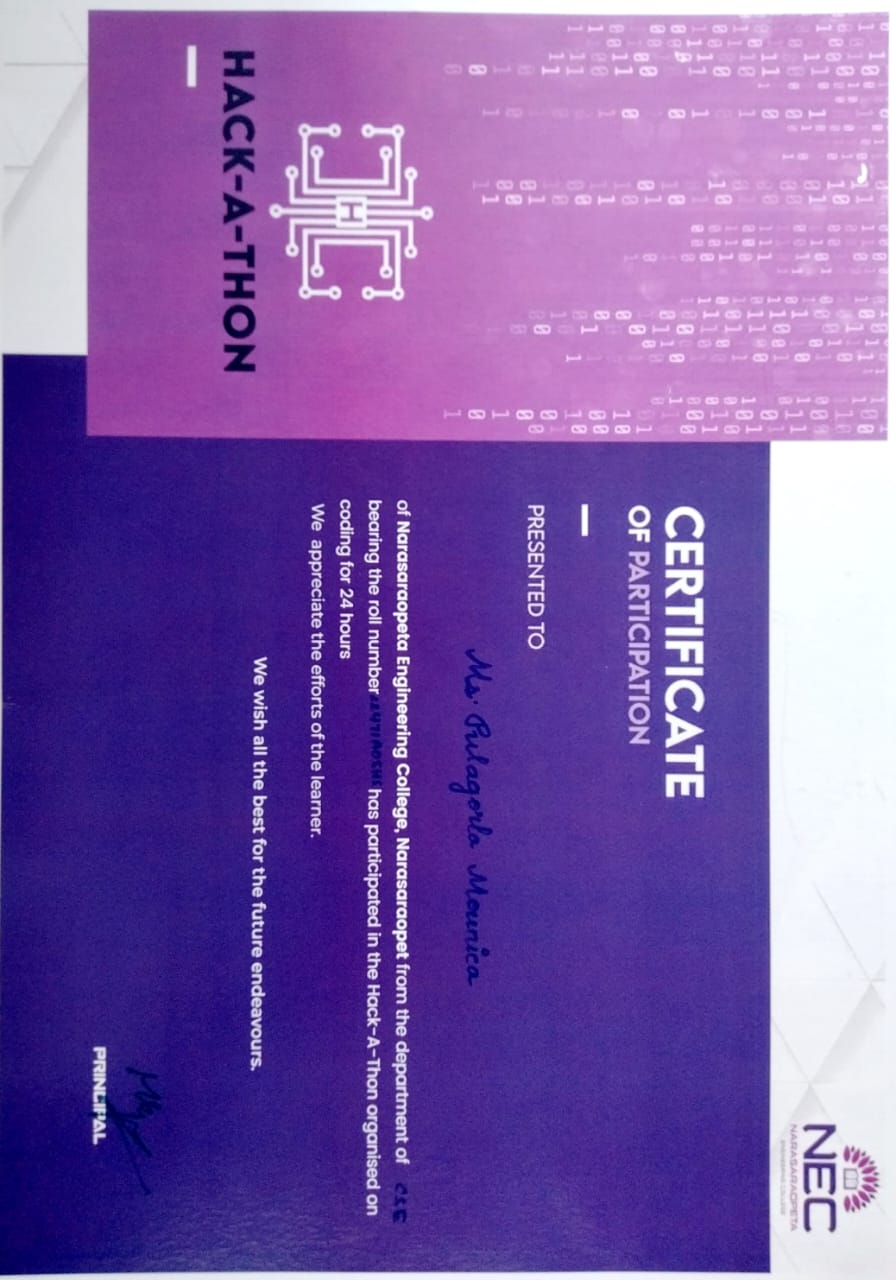 NEC
NARASARAOPETA
ENGINEERING COLLEGE
CERTIFICATE
OF PARTICIPATION
PRESENTED TO
Ms. Pulagorla Mounica
of Narasaraopeta Engineering College, Narasaraopet from the department of CSE
bearing the roll number has participated in the Hack-A-Thon organised on
coding for 24 hours
We appreciate the efforts of the learner.
We wish all the best for the future endeavours.
PRINCIPAL
H
HACK-A-THON